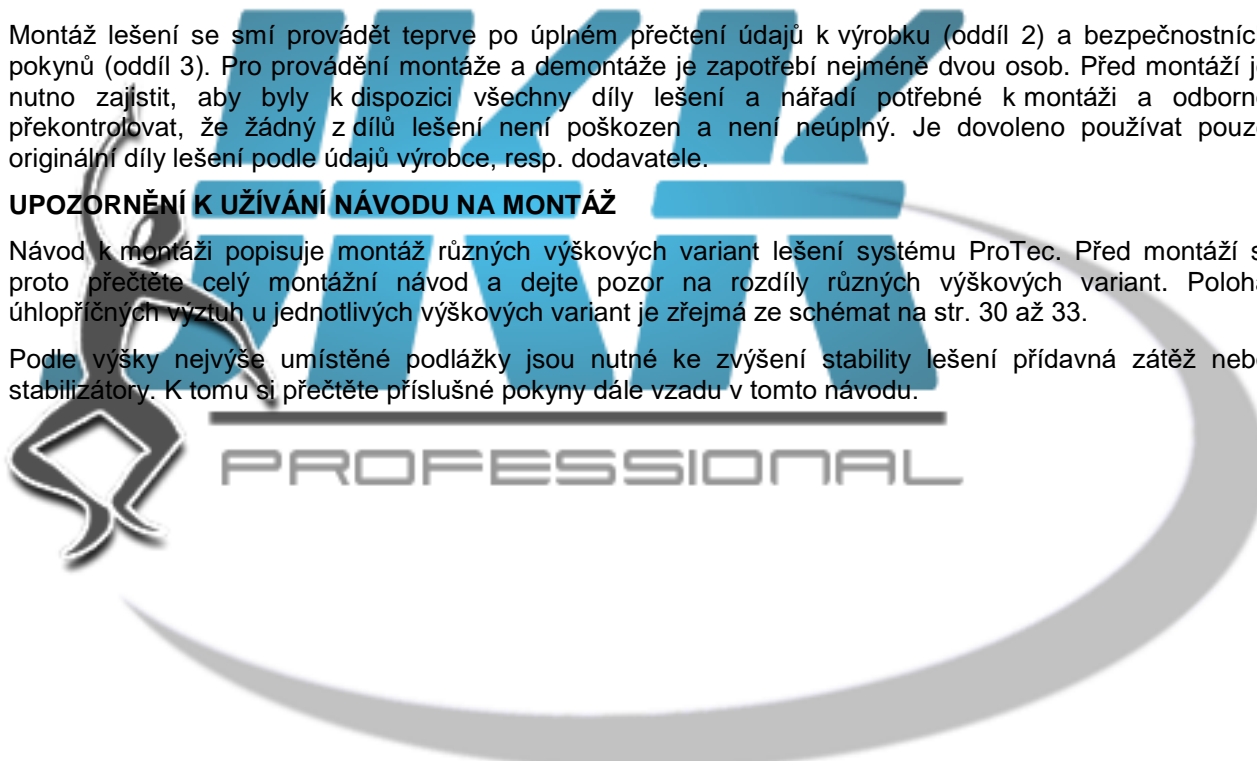 Montáž lešení se smí provádět teprve po úplném přečtení údajů k výrobku (oddíl 2) a bezpečnostníc
pokynů (oddíl 3). Pro provádění montáže a demontáže je zapotřebí nejméně dvou osob. Před montáží j
nutno zajistit, aby byly k dispozici všechny díly lešení a nářadí potřebné k montáži a odborn
překontrolovat, že žádný z dílů lešení není poškozen a není neúplný. Je dovoleno používat pouz
originální díly lešení podle údajů výrobce, resp. dodavatele.
UPOZORNĚNÍ K UŽÍVÁNÍ NÁVODU NA MONTÁŽ
Návod k montáži popisuje montáž různých výškových variant lešení systému ProTec. Před montáží s
proto přečtěte celý montážní návod a dejte pozor na rozdíly různých výškových variant. Poloha
úhlopříčných výztuh u jednotlivých výškových variant je zřejmá ze schémat na str. 30 až 33.
Podle výšky nejvýše umístěné podlážky jsou nutné ke zvýšení stability lešení přídavná zátěž neb
stabilizátory. K tomu si přečtěte příslušné pokyny dále vzadu v tomto návodu.
PROFESSIONAL